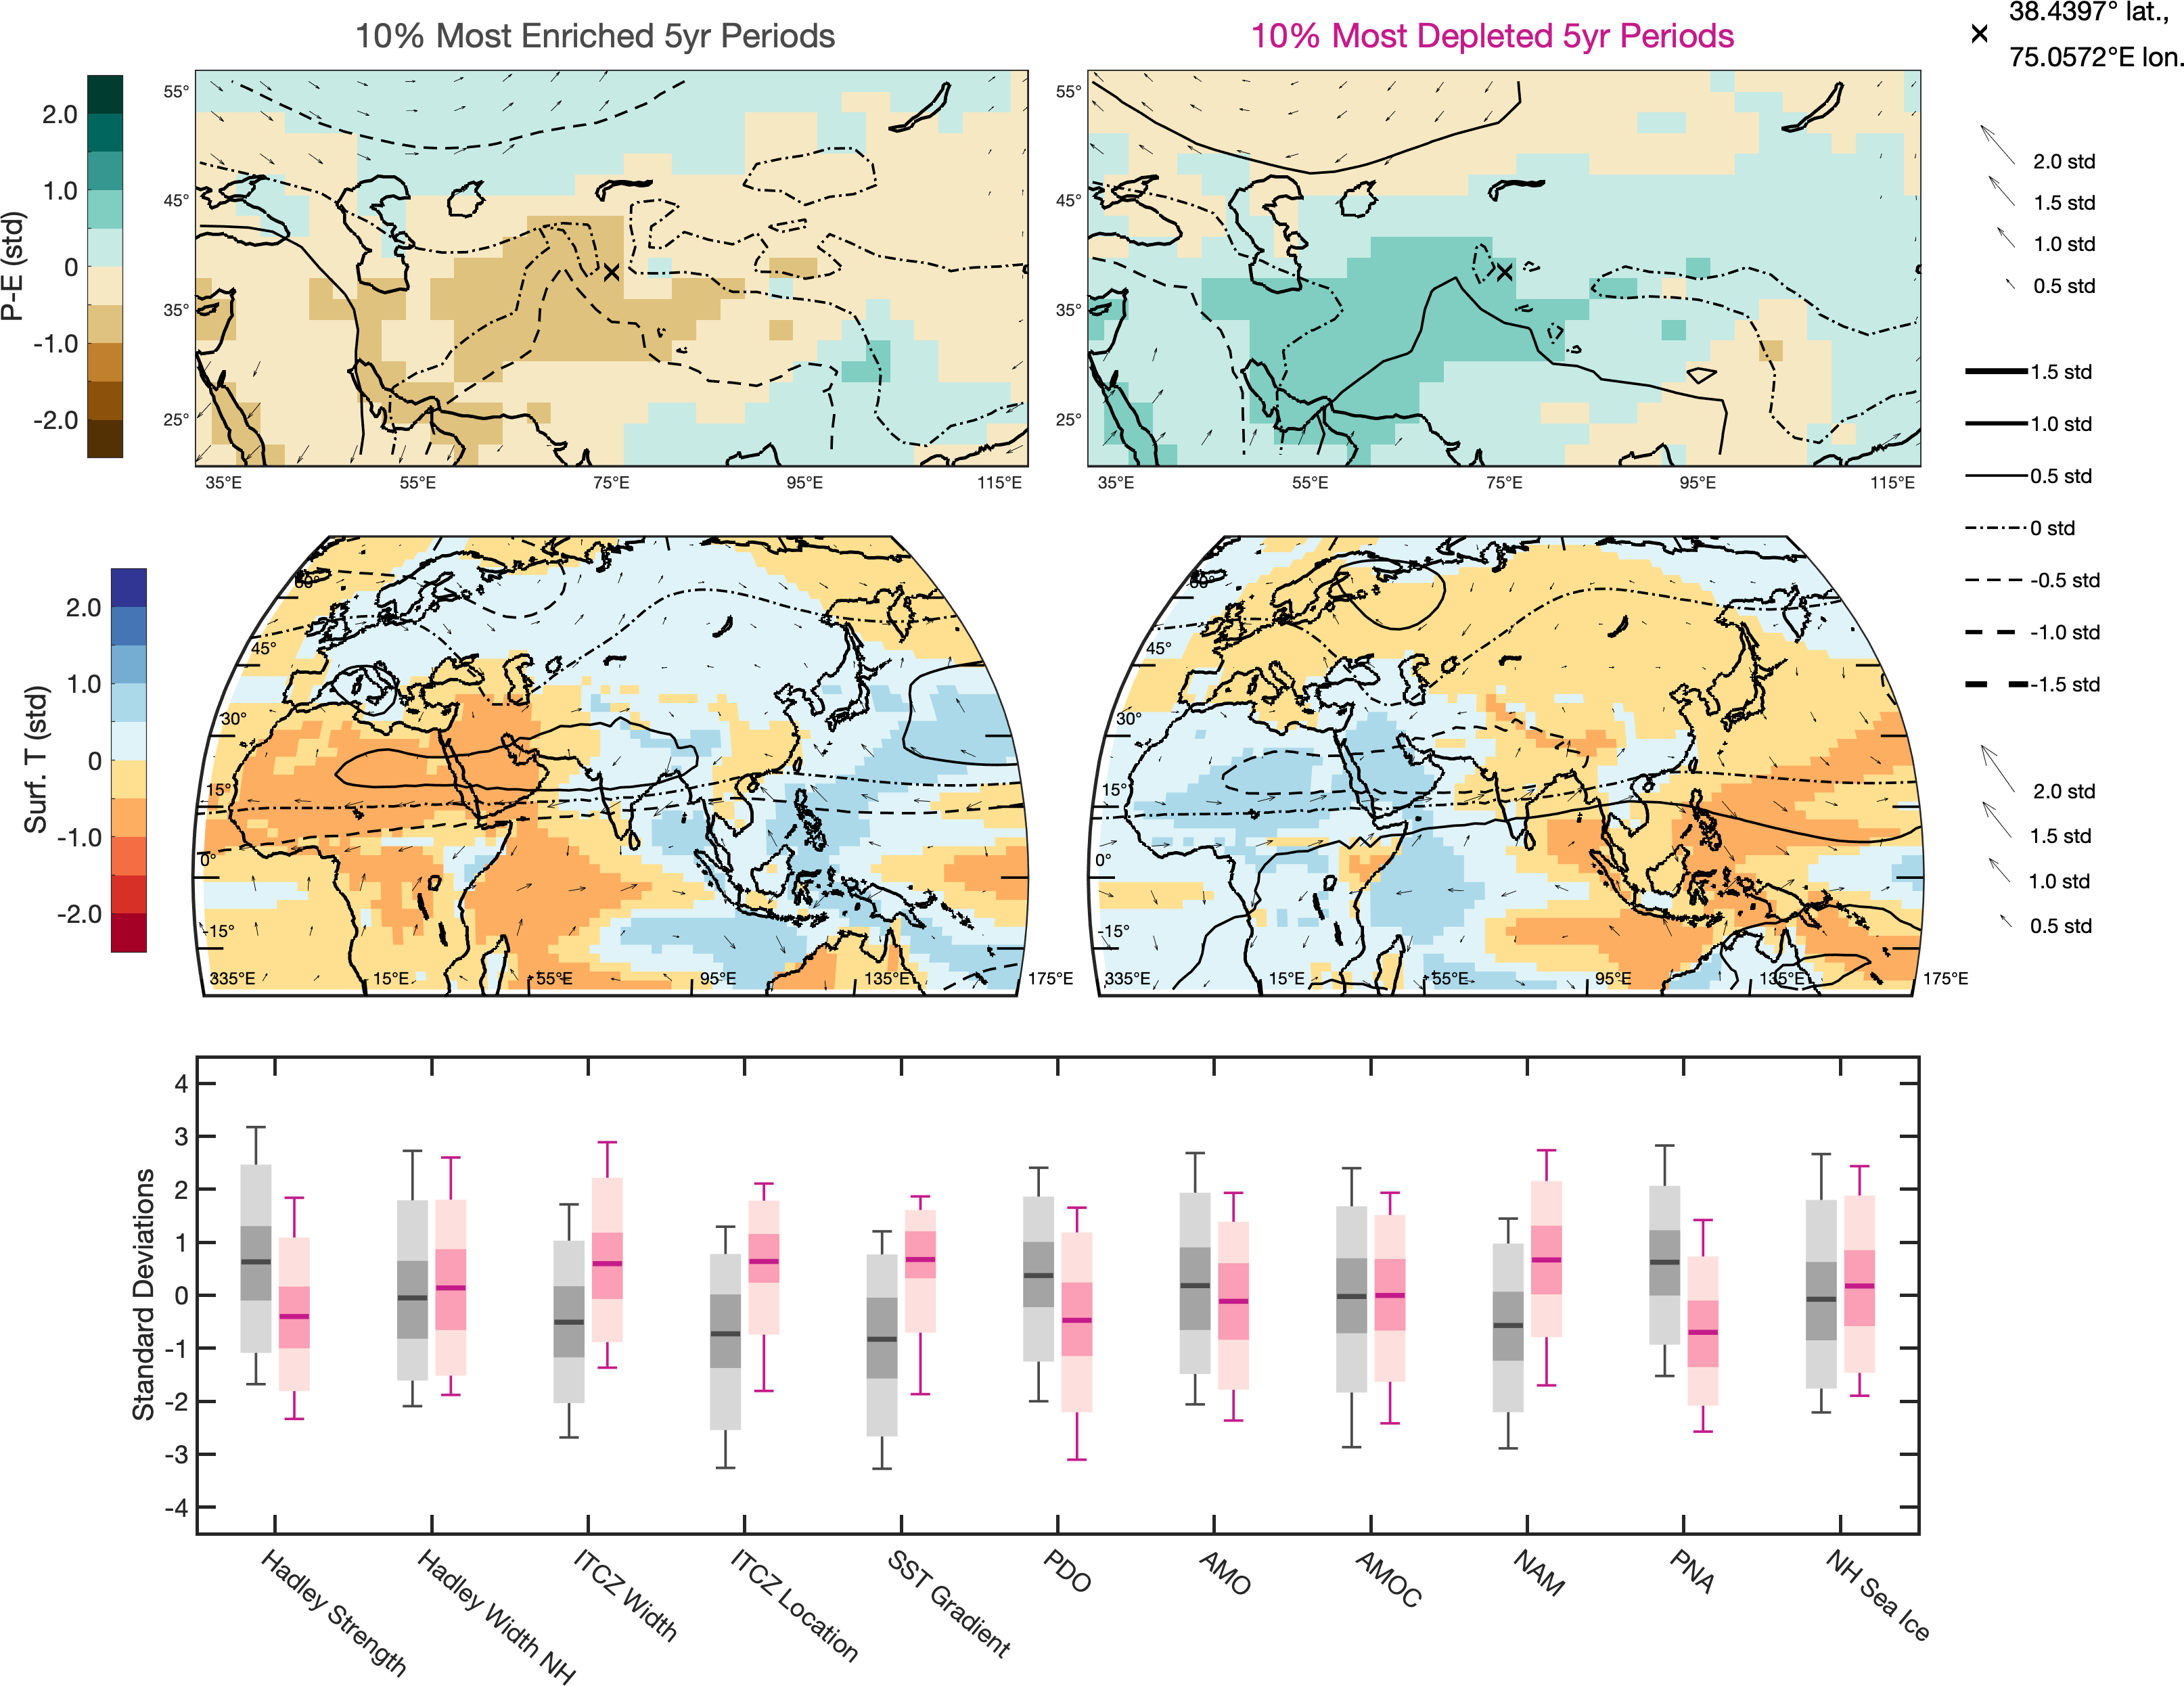 10% Most Enriched 5yr Periods
10% Most Depleted 5yr Periods
38.4397° lat.,
75.0572°E lon.
P-E (std)
2.0
1.0
0
-1.0
-2.0
55°
45°
35°
25°
35°E
55°E
75°E
95°E
115°E
55°
45°
35°
25°
35°E
55°E
75°E
95°E
115°E
2.0 std
1.5 std
1.0 std
0.5 std
1.5 std
1.0 std
0.5 std
0 std
-0.5 std
-1.0 std
-1.5 std
Surf. T (std)
2.0
1.0
0
-1.0
-2.0
60°
45°
30°
15°
0°
-15°
335°E
15°E
55°E
95°E
135°E
175°E
60°
45°
30°
15°
0°
-15°
335°E
15°E
55°E
95°E
135°E
175°E
2.0 std
1.5 std
1.0 std
0.5 std
Standard Deviations
4
3
2
1
0
-1
-2
-3
-4
Hadley Strength
Hadley Width NH
ITCZ Width
ITCZ Location
SST Gradient
PDO
AMO
AMOC
NAM
PNA
NH Sea Ice